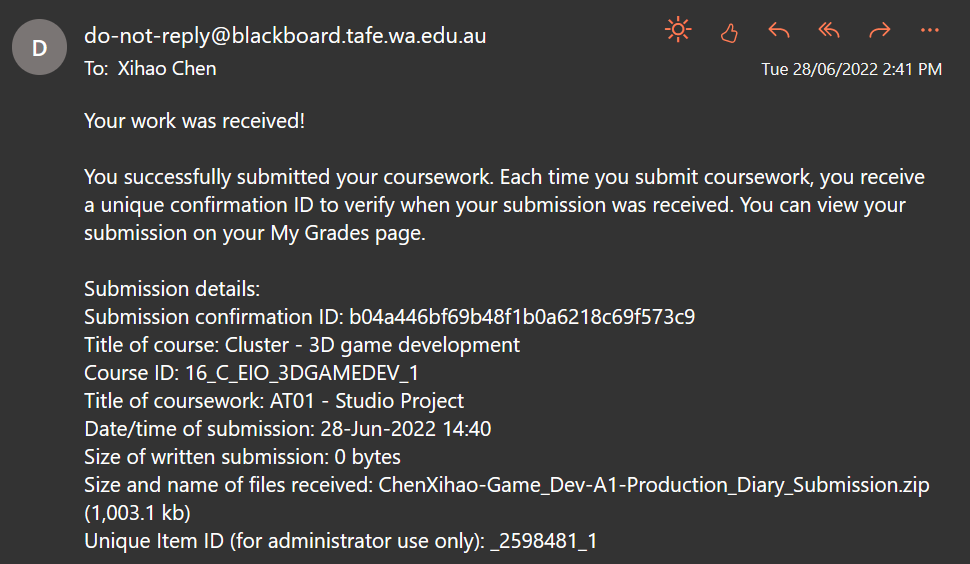 D
do-not-reply@blackboard.tafe.wa.edu.au
To: Xihao Chen
Tue 28/06/2022 2:41 PM
Your work was received!
You successfully submitted your coursework. Each time you submit coursework, you receive
a unique confirmation ID to verify when your submission was received. You can view your
submission on your My Grades page.
Submission details:
Submission confirmation ID: b04a446bf69b48f1b0a6218c69f573c9
Title of course: Cluster - 3D game development
Course ID: 16_C_EIO_3DGAMEDEV_1
Title of coursework: AT01 - Studio Project
Date/time of submission: 28-Jun-2022 14:40
Size of written submission: 0 bytes
Size and name of files received: ChenXihao-Game_Dev-A1-Production_Diary_Submission.zip
(1,003.1 kb)
Unique Item ID (for administrator use only): _2598481_1